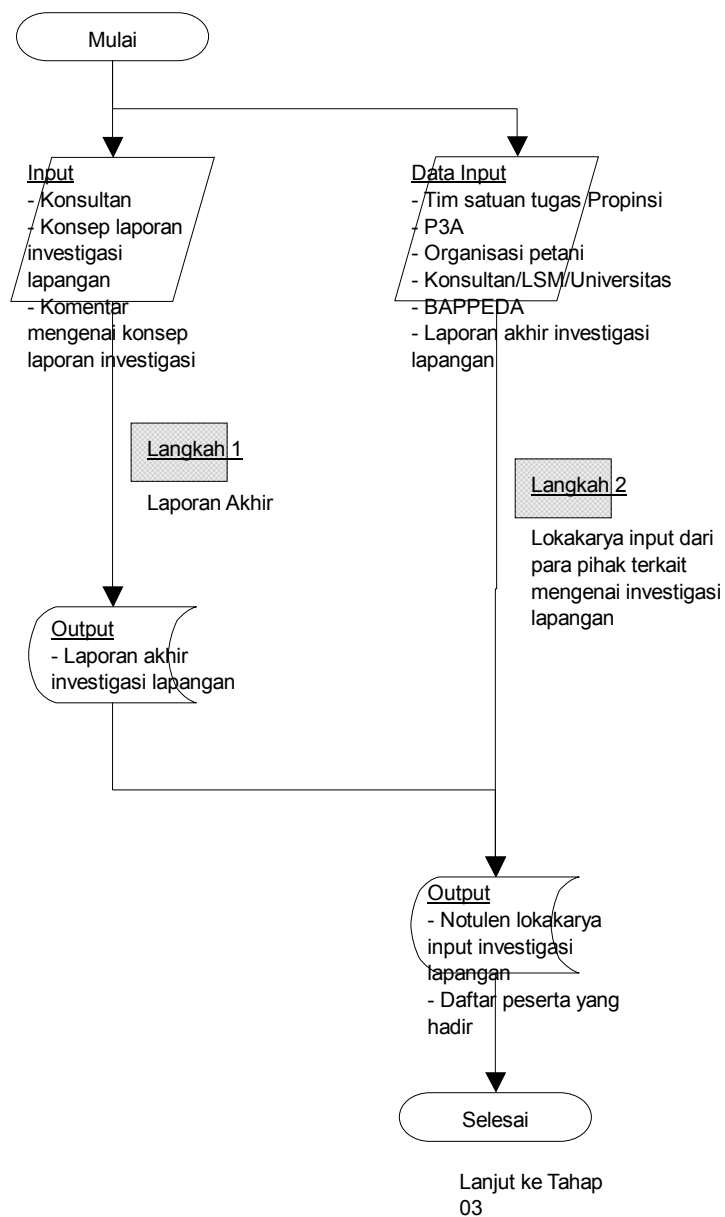 Mulai
Input
- Konsultan
- Konsep laporan
investigasi
lapangan
- Komentar
mengenai konsep
laporan investigasi
Data Input
- Tim satuan tugas Propinsi
- P3A
- Organisasi petani
- Konsultan/LSM/Universitas
- BAPPEDA
- Laporan akhir investigasi
lapangan
Langkah 1
Laporan Akhir
Langkah 2
Lokakarya input dari
para pihak terkait
mengenai investigasi
lapangan
Output
- Laporan akhir
investigasi lapangan
Output
- Notulen lokakarya
input investigasi
lapangan
- Daftar peserta yang
hadir
Selesai
Lanjut ke Tahap
03